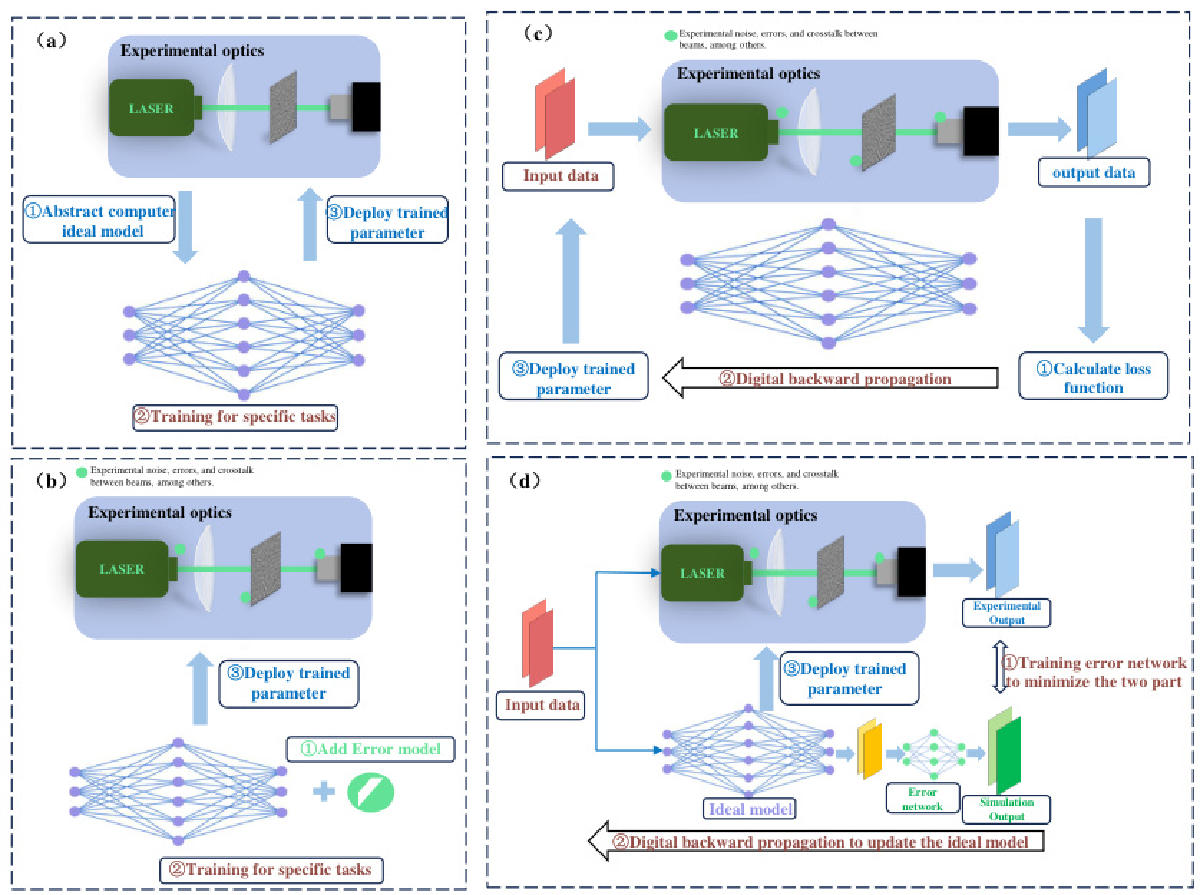 (a)
Experimental optics
LASER
①Abstract computer
ideal model
③Deploy trained
parameter
②Training for specific tasks
(b)
Experimental noise, errors, and crosstalk
between beams, among others.
Experimental optics
LASER
③Deploy trained
parameter
①Add Error model
②Training for specific tasks
(c)
Experimental noise, errors, and crosstalk between
beams, among others.
Experimental optics
LASER
Input data
output data
③Deploy trained
parameter
②Digital backward propagation
①Calculate loss
function
(d)
Experimental noise, errors, and crosstalk
between beams, among others.
Experimental optics
LASER
Experimental
Output
Input data
③Deploy trained
parameter
①Training error network
to minimize the two part
Ideal model
Error
network
Simulation
Output
②Digital backward propagation to update the ideal model